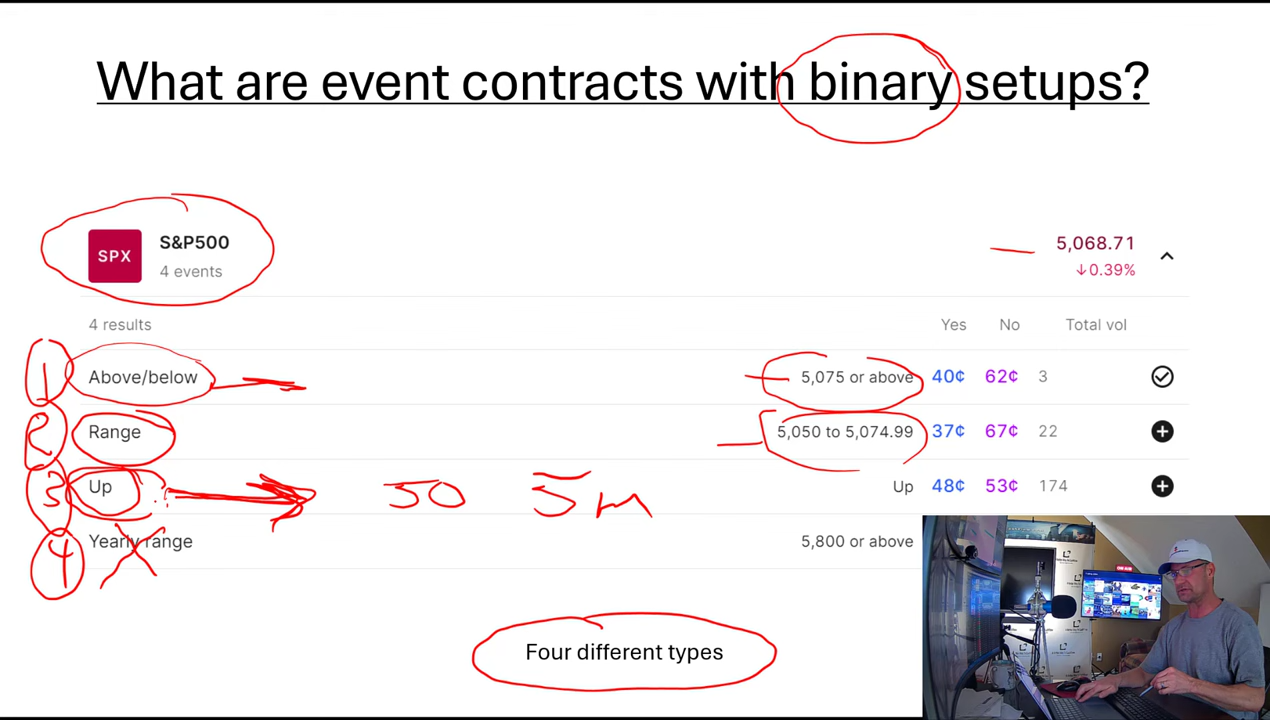 What are event contracts with binary setups?
SPX
S&P500
4 events
5,068.71
↓0.39%
4 results
Yes No Total vol
1 Above/below 5,075 or above 40¢ 62¢ 3
2 Range 5,050 to 5,074.99 37¢ 67¢ 22
3 Up 50 5m Up 48¢ 53¢ 174
4 Yearly range 5,800 or above
Four different types